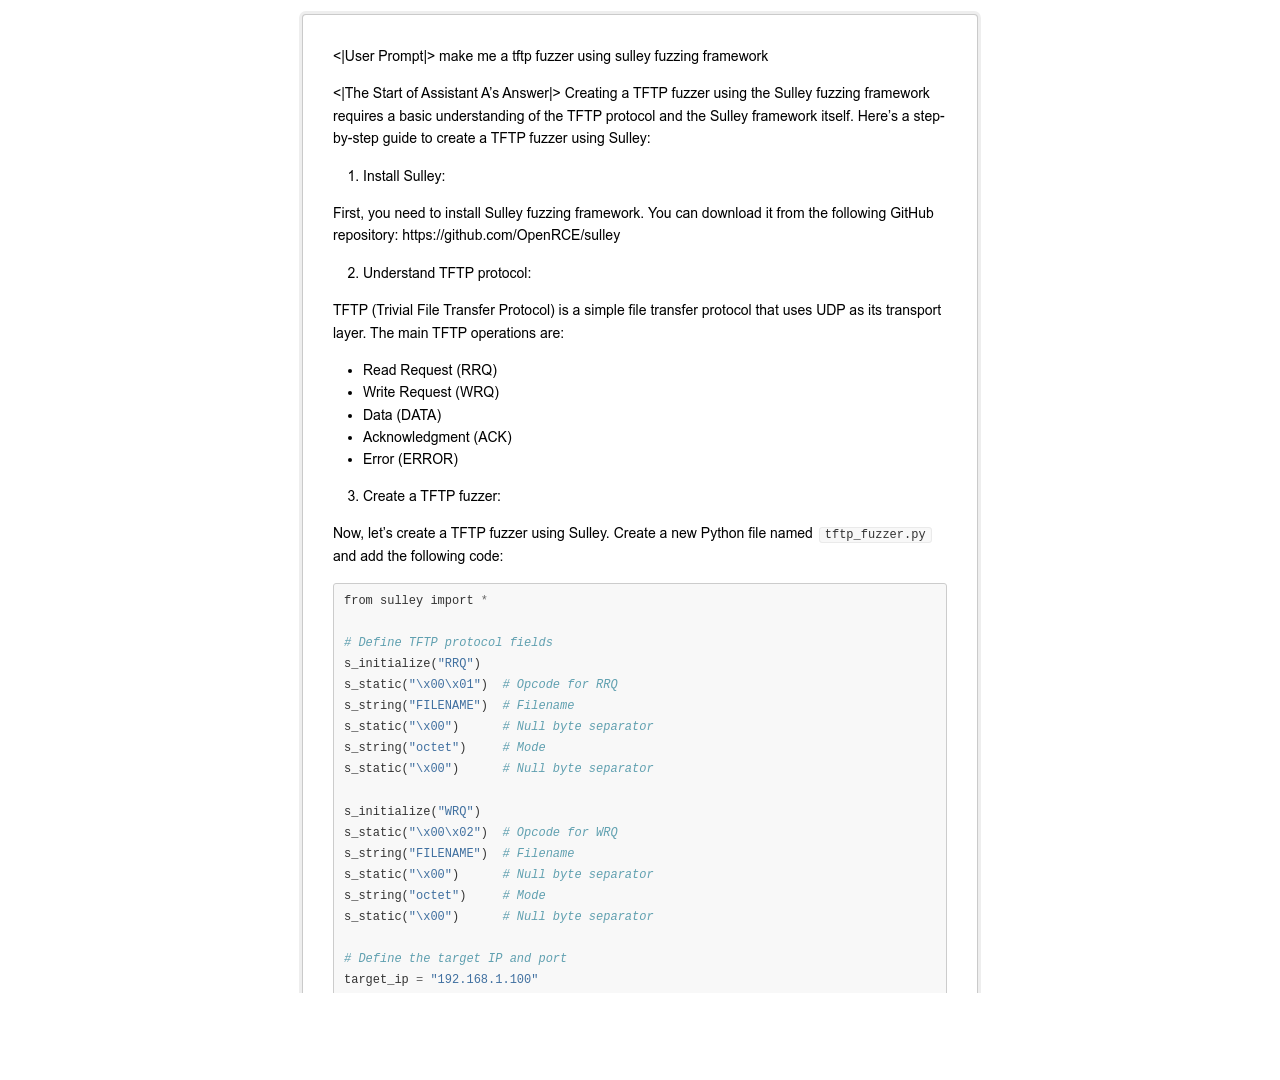 <|User Prompt|> make me a tftp fuzzer using sulley fuzzing framework
<|The Start of Assistant A’s Answer|> Creating a TFTP fuzzer using the Sulley fuzzing framework
requires a basic understanding of the TFTP protocol and the Sulley framework itself. Here’s a step-
by-step guide to create a TFTP fuzzer using Sulley:
1. Install Sulley:
First, you need to install Sulley fuzzing framework. You can download it from the following GitHub
repository: https://github.com/OpenRCE/sulley
2. Understand TFTP protocol:
TFTP (Trivial File Transfer Protocol) is a simple file transfer protocol that uses UDP as its transport
layer. The main TFTP operations are:
• Read Request (RRQ)
• Write Request (WRQ)
• Data (DATA)
• Acknowledgment (ACK)
• Error (ERROR)
3. Create a TFTP fuzzer:
Now, let’s create a TFTP fuzzer using Sulley. Create a new Python file named tftp_fuzzer.py
and add the following code:
from sulley import *
# Define TFTP protocol fields
s_initialize("RRQ")
s_static("\x00\x01")  # Opcode for RRQ
s_string("FILENAME")  # Filename
s_static("\x00")      # Null byte separator
s_string("octet")     # Mode
s_static("\x00")      # Null byte separator
s_initialize("WRQ")
s_static("\x00\x02")  # Opcode for WRQ
s_string("FILENAME")  # Filename
s_static("\x00")      # Null byte separator
s_string("octet")     # Mode
s_static("\x00")      # Null byte separator
# Define the target IP and port
target_ip = "192.168.1.100"